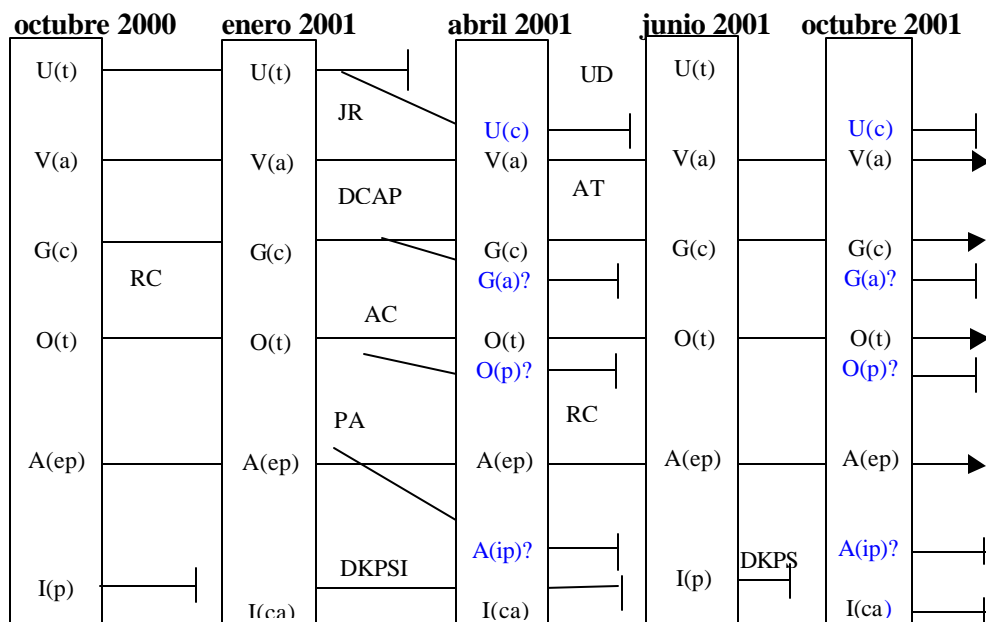 octubre 2000 enero 2001 abril 2001 junio 2001 octubre 2001
U(t) U(t) UD U(t)
JR U(c) U(c)
V(a) V(a) V(a) V(a) V(a)
DCAP AT
G(c) G(c) G(c) G(c) G(c)
RC G(a)? G(a)?
AC
O(t) O(t) O(t) O(t) O(t)
O(p)? O(p)?
PA RC
A(ep) A(ep) A(ep) A(ep) A(ep)
A(ip)? A(ip)?
DKPSI DKPS
I(p) I(p)
I(ca) I(ca) I(ca)